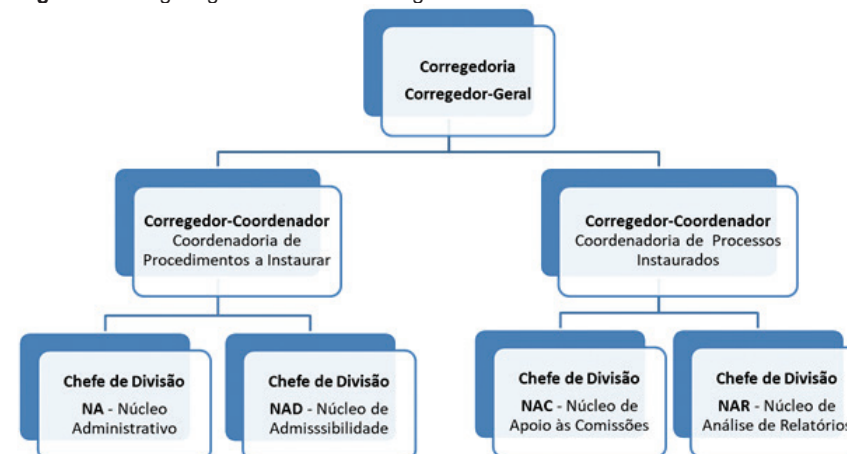 Corregedoria
Corregedor-Geral
Corregedor-Coordenador
Coordenadoria de
Procedimentos a Instaurar
Corregedor-Coordenador
Coordenadoria de Processos
Instaurados
Chefe de Divisão
NA - Núcleo
Administrativo
Chefe de Divisão
NAD - Núcleo de
Admisssibilidade
Chefe de Divisão
NAC - Núcleo de
Apoio às Comissões
Chefe de Divisão
NAR - Núcleo de
Análise de Relatórios